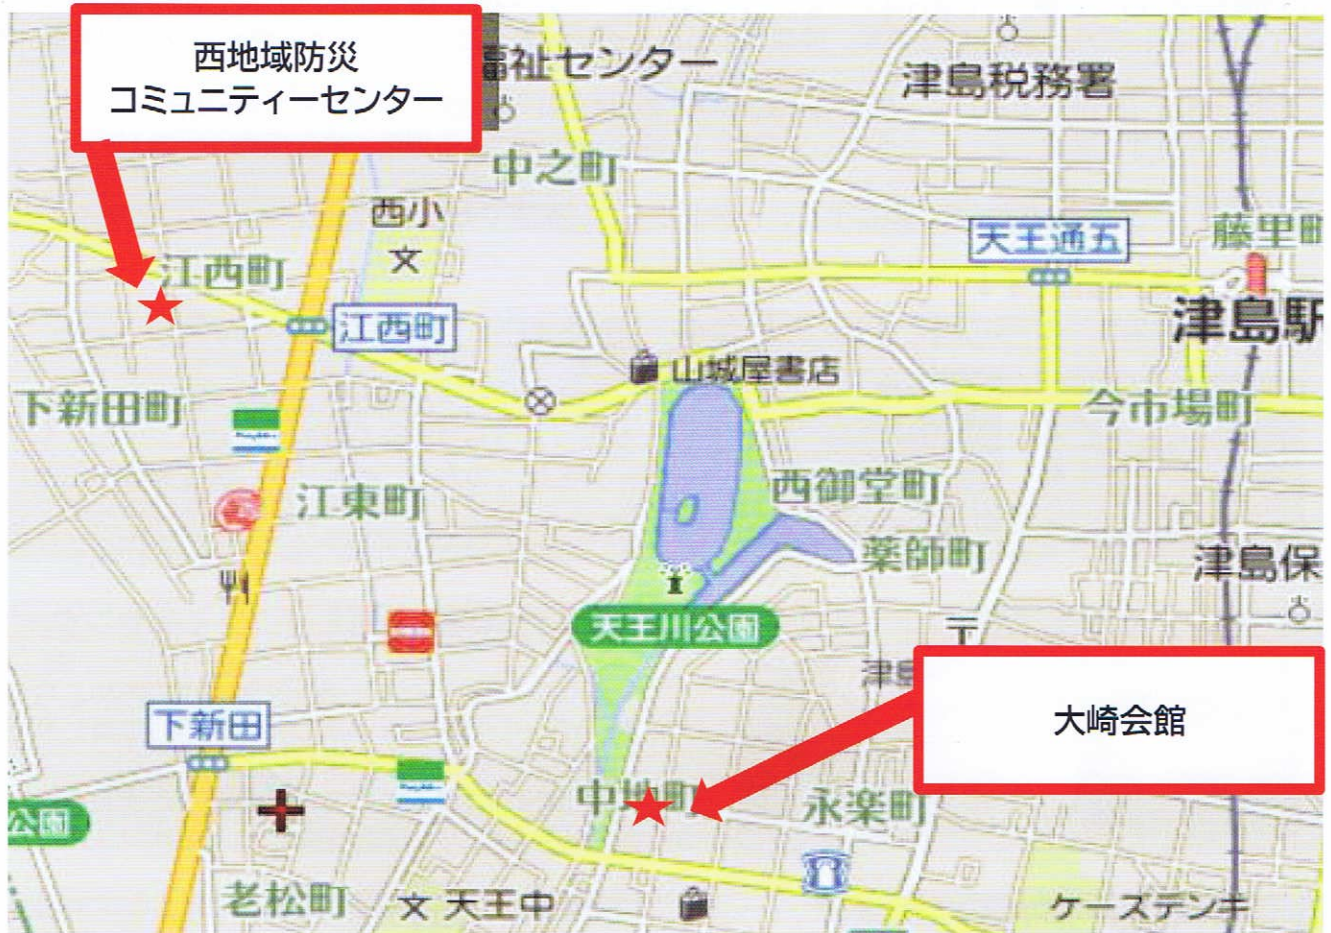 西地域防災
コミュニティーセンター
福祉センター
津島税務署
中之町
西小
文
天王通五
藤里町
江西町
江西町
津島駅
山城屋書店
下新田町
今市場町
西御堂町
江東町
薬師町
津島保
天王川公園
〒
津島
大崎会館
下新田
中地町
永楽町
公園
老松町
文 天王中
ケーズデンキ